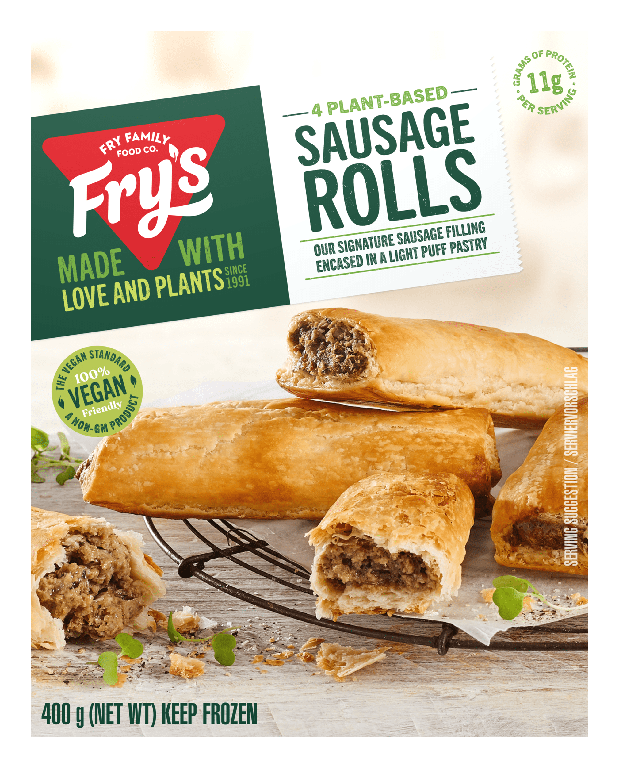 GRAMS OF PROTEIN
11g
PER SERVING
4 PLANT-BASED
SAUSAGE
ROLLS
OUR SIGNATURE SAUSAGE FILLING
ENCASED IN A LIGHT PUFF PASTRY
FRY FAMILY
FOOD CO.
Fry's
MADE WITH
LOVE AND PLANTS
SINCE
1991
THE VEGAN STANDARD
100%
VEGAN
Friendly
A NON-GM PRODUCT
SERVING SUGGESTION / SERVIERVORSCHLAG
400 g (NET WT) KEEP FROZEN